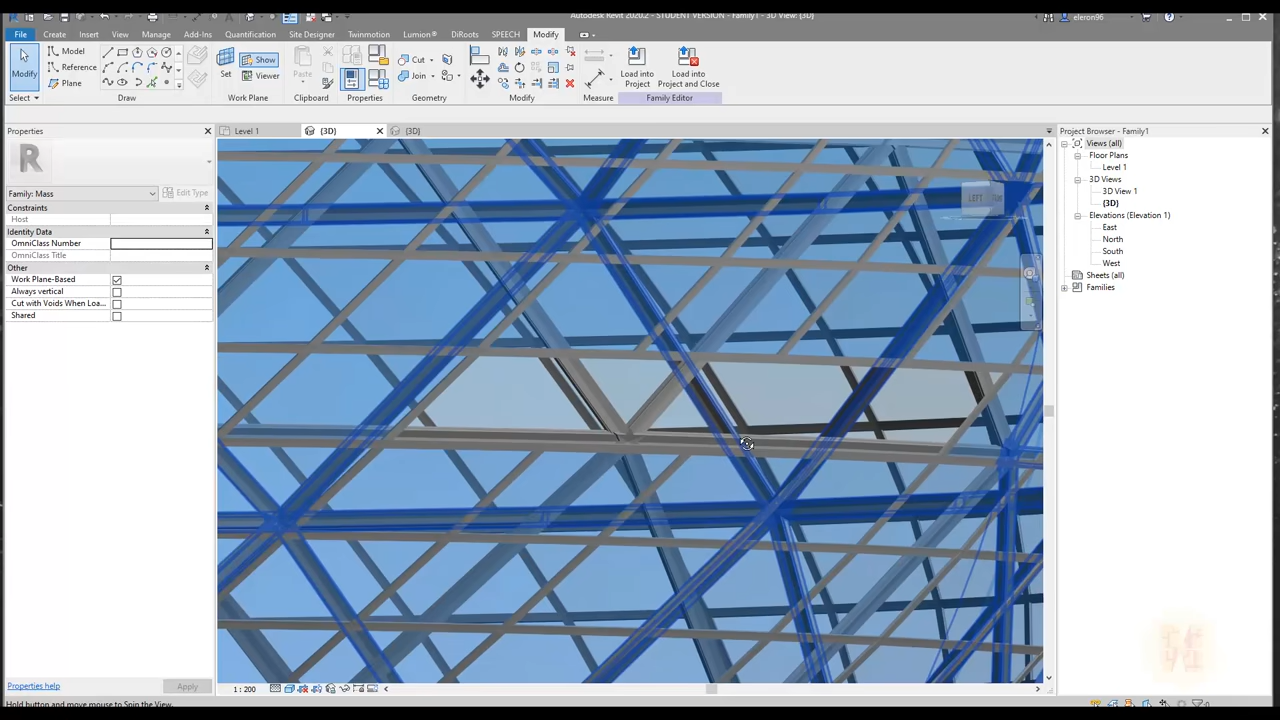 Autodesk Revit 2020.2 - STUDENT VERSION - Family1 - 3D View: {3D}
eleron96
File Create Insert View Manage Add-Ins Quantification Site Designer Twinmotion Lumion® DiRoots SPEECH Modify
Modify
Model
Reference
Plane
Set
Show
Viewer
Paste
Cut
Join
Load into
Project
Load into
Project and Close
Select Draw Work Plane Clipboard Properties Geometry Modify Measure Family Editor
Properties
Level 1
{3D}
{3D}
Project Browser - Family1
R
Family: Mass
Edit Type
Constraints
Host
Identity Data
OmniClass Number
OmniClass Title
Other
Work Plane-Based
Always vertical
Cut with Voids When Loa...
Shared
LEFT
TOP
Views (all)
Floor Plans
Level 1
3D Views
3D View 1
{3D}
Elevations (Elevation 1)
East
North
South
West
Sheets (all)
Families
Properties help
Apply
1 : 200
Hold button and move mouse to Spin the View.